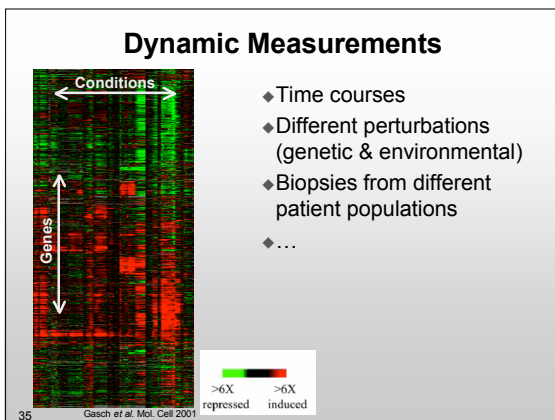 Dynamic Measurements
Conditions
Genes
◆Time courses
◆Different perturbations
(genetic & environmental)
◆Biopsies from different
patient populations
◆…
>6X >6X
repressed induced
35 Gasch et al. Mol. Cell 2001